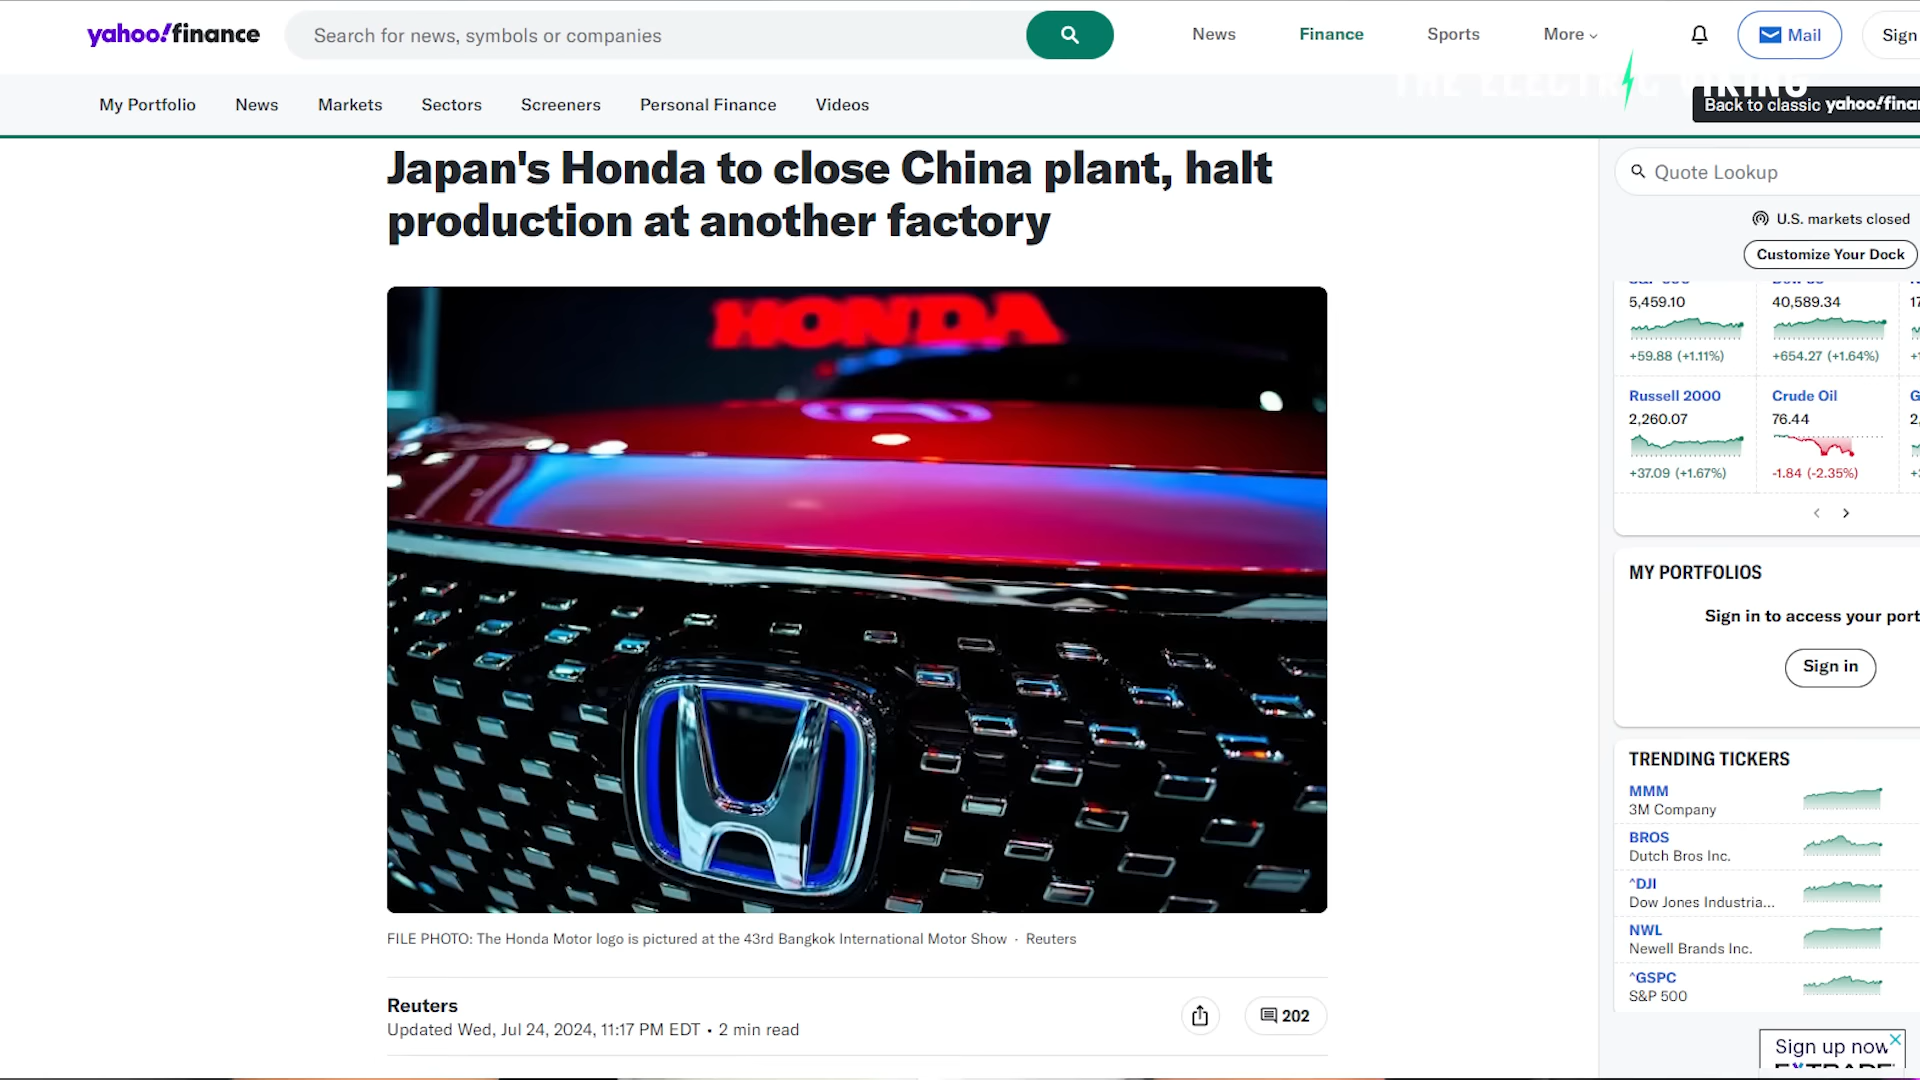 yahoo!finance
Search for news, symbols or companies
News
Finance
Sports
More
Mail
Sign
THE ELECTRIC VIKING
My Portfolio
News
Markets
Sectors
Screeners
Personal Finance
Videos
Back to classic yahoo!finan
Japan's Honda to close China plant, halt
production at another factory
HONDA
FILE PHOTO: The Honda Motor logo is pictured at the 43rd Bangkok International Motor Show · Reuters
Reuters
Updated Wed, Jul 24, 2024, 11:17 PM EDT • 2 min read
202
Quote Lookup
U.S. markets closed
Customize Your Dock
5,459.10
40,589.34
+59.88 (+1.11%)
+654.27 (+1.64%)
Russell 2000
Crude Oil
2,260.07
76.44
+37.09 (+1.67%)
-1.84 (-2.35%)
MY PORTFOLIOS
Sign in to access your port
Sign in
TRENDING TICKERS
MMM
3M Company
BROS
Dutch Bros Inc.
^DJI
Dow Jones Industria...
NWL
Newell Brands Inc.
^GSPC
S&P 500
Sign up now